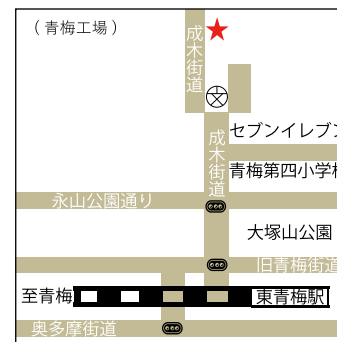 （青梅工場）
成木街道
文
セブンイレブン
成木街道
青梅第四小学校
永山公園通り
大塚山公園
旧青梅街道
至青梅
東青梅駅
奥多摩街道